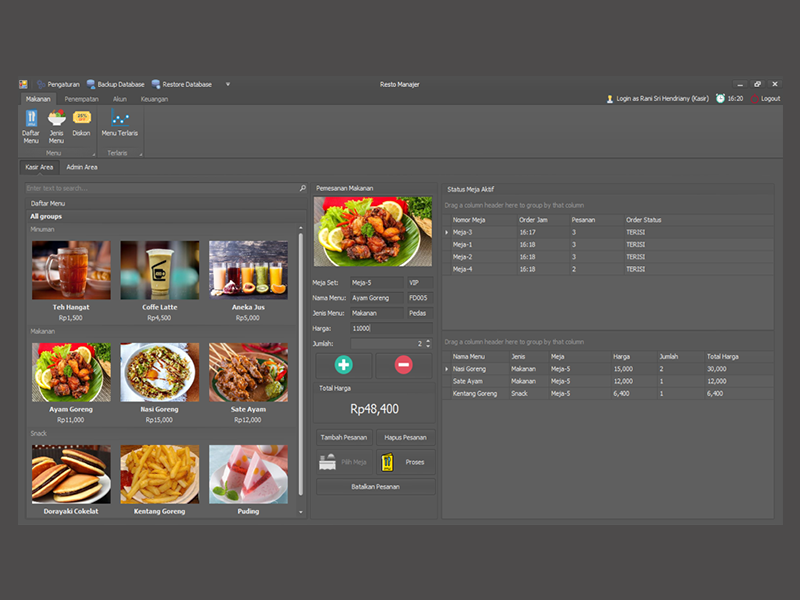 Pengaturan Backup Database Restore Database
Resto Manajer
Makanan Penempatan Akun Keuangan
Login as Rani Sri Hendriany (Kasir) 16:20 Logout
Daftar Menu
Jenis Menu
Diskon
Menu Terlaris
Menu
Terlaris
Kasir Area Admin Area
Enter text to search...
Daftar Menu
All groups
Minuman
Teh Hangat
Rp1,500
Coffe Latte
Rp4,500
Aneka Jus
Rp5,000
Makanan
Ayam Goreng
Rp11,000
Nasi Goreng
Rp15,000
Sate Ayam
Rp12,000
Snack
Dorayaki Cokelat
Kentang Goreng
Puding
Pemesanan Makanan
Meja Set: Meja-5 VIP
Nama Menu: Ayam Goreng FD005
Jenis Menu: Makanan Pedas
Harga: 11000
Jumlah: 2
Total Harga
Rp48,400
Tambah Pesanan Hapus Pesanan
Pilih Meja Proses
Batalkan Pesanan
Status Meja Aktif
Drag a column header here to group by that column
Nomor Meja Order Jam Pesanan Order Status
Meja-3 16:17 3 TERISI
Meja-1 16:18 3 TERISI
Meja-2 16:18 3 TERISI
Meja-4 16:18 2 TERISI
Drag a column header here to group by that column
Nama Menu Jenis Meja Harga Jumlah Total Harga
Nasi Goreng Makanan Meja-5 15,000 2 30,000
Sate Ayam Makanan Meja-5 12,000 1 12,000
Kentang Goreng Snack Meja-5 6,400 1 6,400